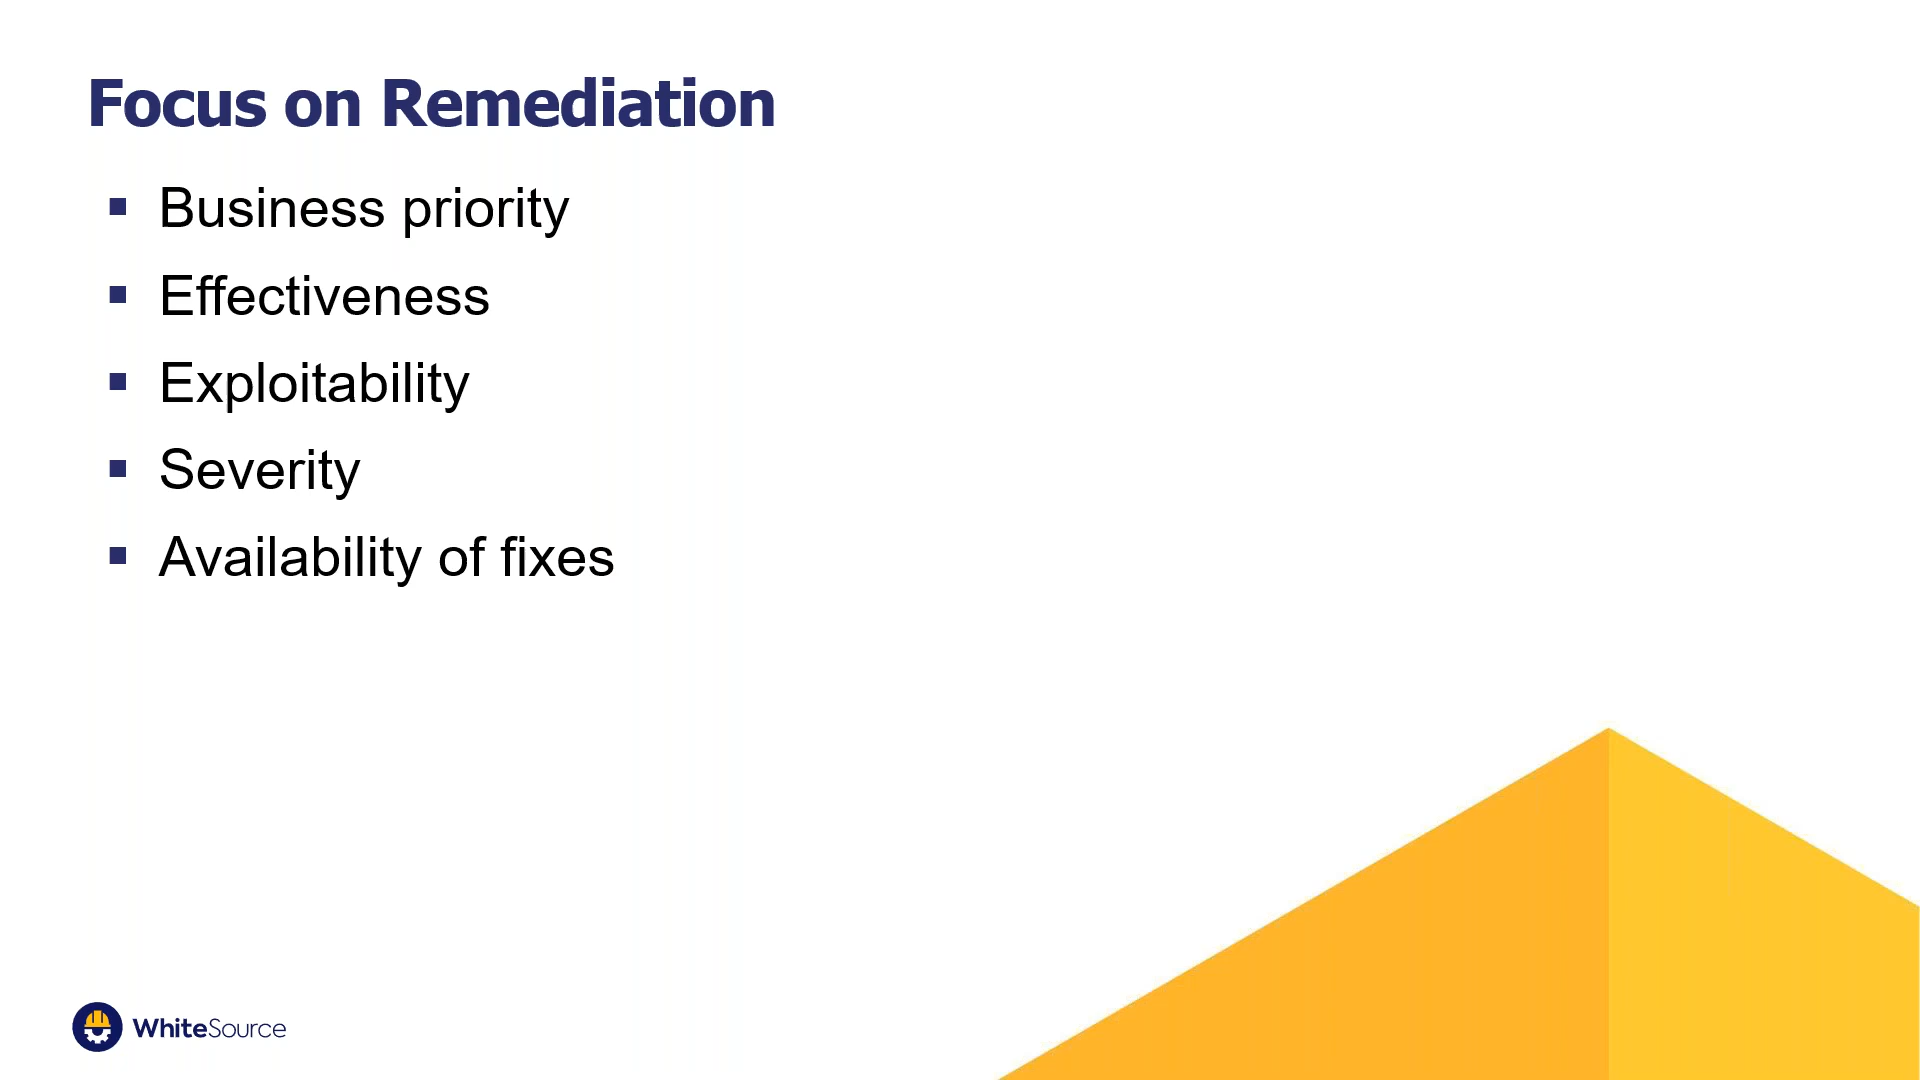 Focus on Remediation
▪ Business priority
▪ Effectiveness
▪ Exploitability
▪ Severity
▪ Availability of fixes
WhiteSource